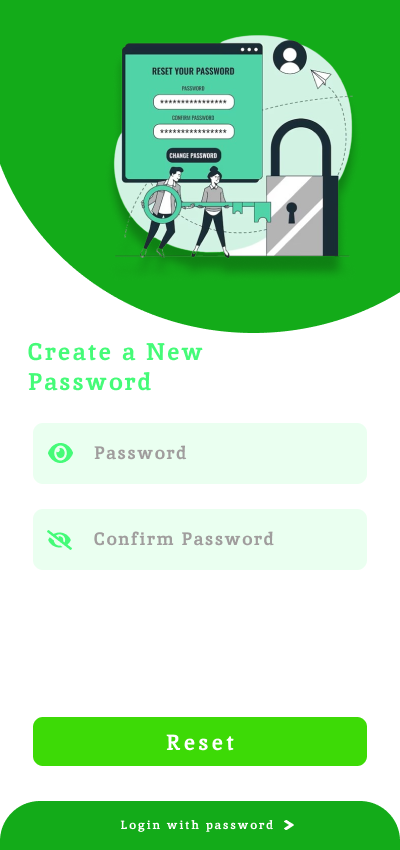 RESET YOUR PASSWORD
PASSWORD
****************
CONFIRM PASSWORD
****************
CHANGE PASSWORD
Create a New
Password
Password
Confirm Password
Reset
Login with password